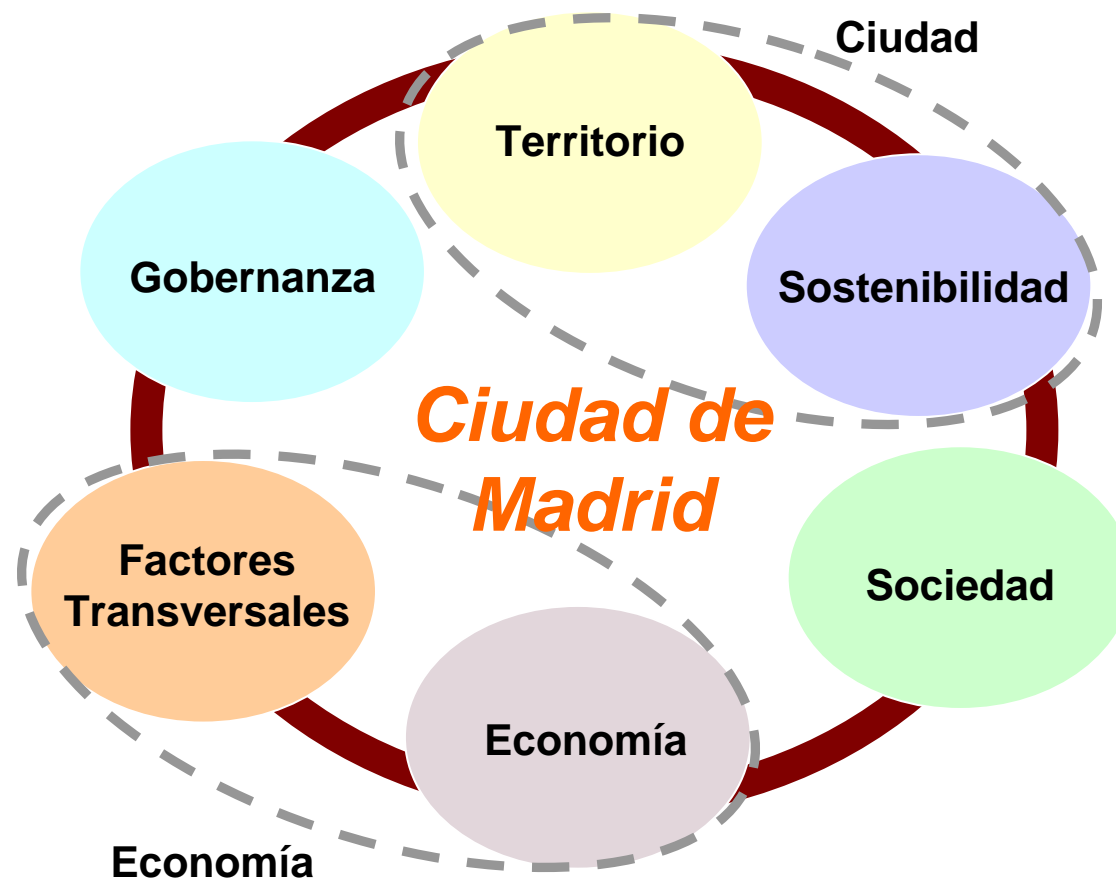 Ciudad
Territorio
Gobernanza
Sostenibilidad
Ciudad de
Madrid
Factores
Transversales
Sociedad
Economía
Economía